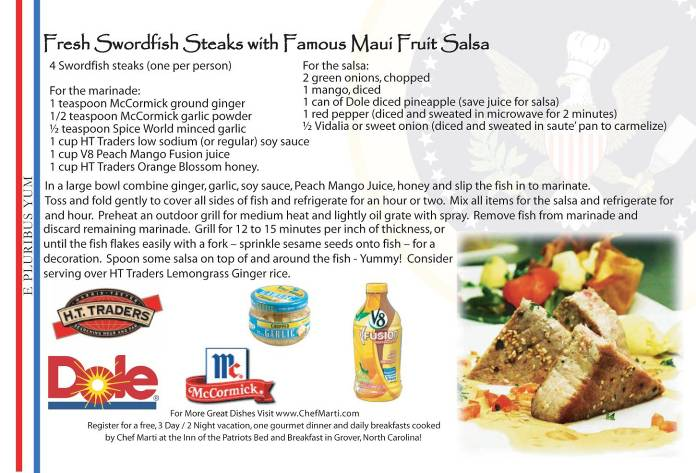 Fresh Swordfish Steaks with Famous Maui Fruit Salsa
4 Swordfish steaks (one per person)
For the marinade:
1 teaspoon McCormick ground ginger
1/2 teaspoon McCormick garlic powder
½ teaspoon Spice World minced garlic
1 cup HT Traders low sodium (or regular) soy sauce
1 cup V8 Peach Mango Fusion juice
1 cup HT Traders Orange Blossom honey.
For the salsa:
2 green onions, chopped
1 mango, diced
1 can of Dole diced pineapple (save juice for salsa)
1 red pepper (diced and sweated in microwave for 2 minutes)
½ Vidalia or sweet onion (diced and sweated in saute' pan to carmelize)
In a large bowl combine ginger, garlic, soy sauce, Peach Mango Juice, honey and slip the fish in to marinate.
Toss and fold gently to cover all sides of fish and refrigerate for an hour or two. Mix all items for the salsa and refrigerate for
and hour. Preheat an outdoor grill for medium heat and lightly oil grate with spray. Remove fish from marinade and
discard remaining marinade. Grill for 12 to 15 minutes per inch of thickness, or
until the fish flakes easily with a fork – sprinkle sesame seeds onto fish – for a
decoration. Spoon some salsa on top of and around the fish - Yummy! Consider
serving over HT Traders Lemongrass Ginger rice.
E PLURIBUS YUM
H.T. TRADERS
CHOPPED
GARLIC
V8
FUSION
Dole
Mc
McCormick
For More Great Dishes Visit www.ChefMarti.com
Register for a free, 3 Day / 2 Night vacation, one gourmet dinner and daily breakfasts cooked
by Chef Marti at the Inn of the Patriots Bed and Breakfast in Grover, North Carolina!